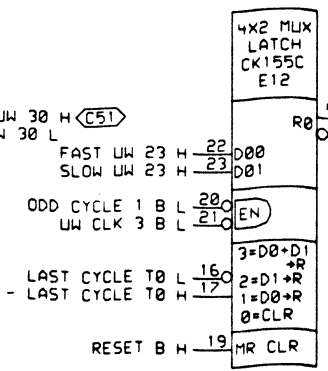 4X2 MUX
LATCH
CK155C
E12
UW 30 H C51
W 30 L
R0
FAST UW 23 H 22 D00
SLOW UW 23 H 23 D01
ODD CYCLE 1 B L 20
UW CLK 3 B L 21
EN
3=D0+D1
→R
LAST CYCLE T0 L 16 2=D1→R
- LAST CYCLE T0 H 17 1=D0→R
0=CLR
RESET B H 19 MR CLR